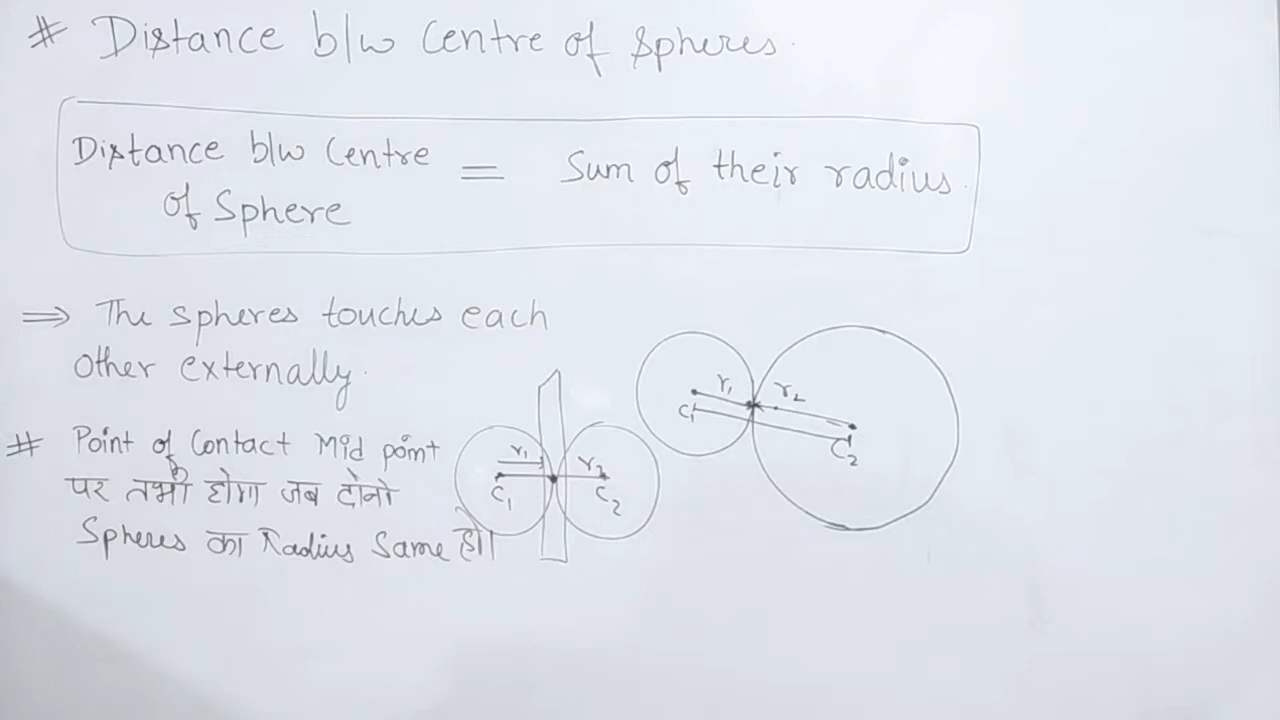 # Distance b/w Centre of Spheres.
Distance b/w Centre of Sphere = Sum of their radius.
⇒ The spheres touches each
other externally.
# Point of Contact Mid point
पर तभी होगा जब दोनो
Spheres का Radius Same हो।
r₁ r₂
C₁ C₂
r₁ r₂
C₁ C₂